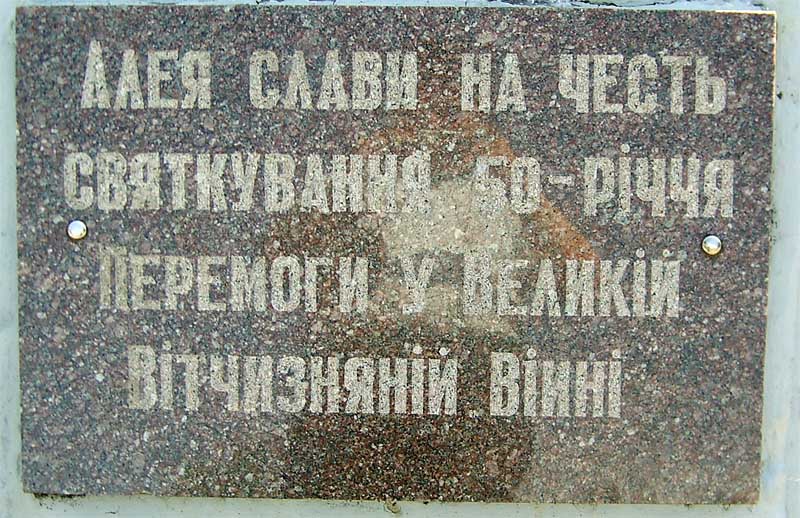 Алея слави на честь
святкування 50-річчя
Перемоги у Великій
Вітчизняній Війні